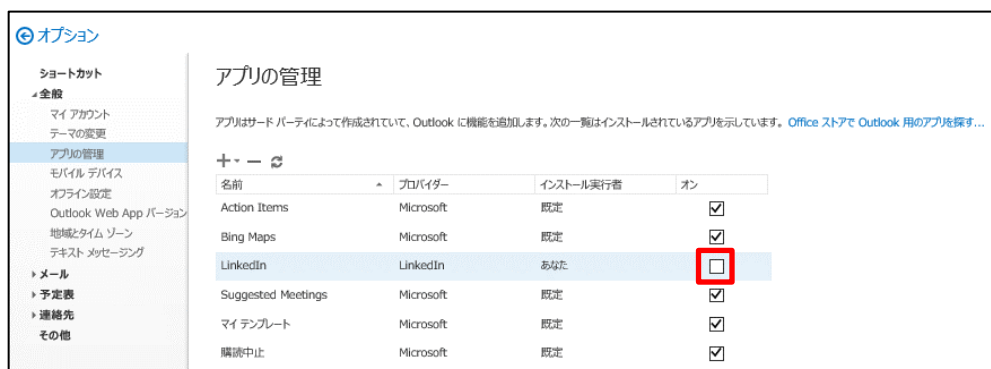 オプション
ショートカット
全般
マイ アカウント
テーマの変更
アプリの管理
モバイル デバイス
オフライン設定
Outlook Web App バージョン
地域とタイム ゾーン
テキスト メッセージング
メール
予定表
連絡先
その他
アプリの管理
アプリはサード パーティによって作成されていて、Outlook に機能を追加します。次の一覧はインストールされているアプリを示しています。 Office ストアで Outlook 用のアプリを探す...
名前 プロバイダー インストール実行者 オン
Action Items Microsoft 既定
Bing Maps Microsoft 既定
LinkedIn LinkedIn あなた
Suggested Meetings Microsoft 既定
マイ テンプレート Microsoft 既定
購読中止 Microsoft 既定